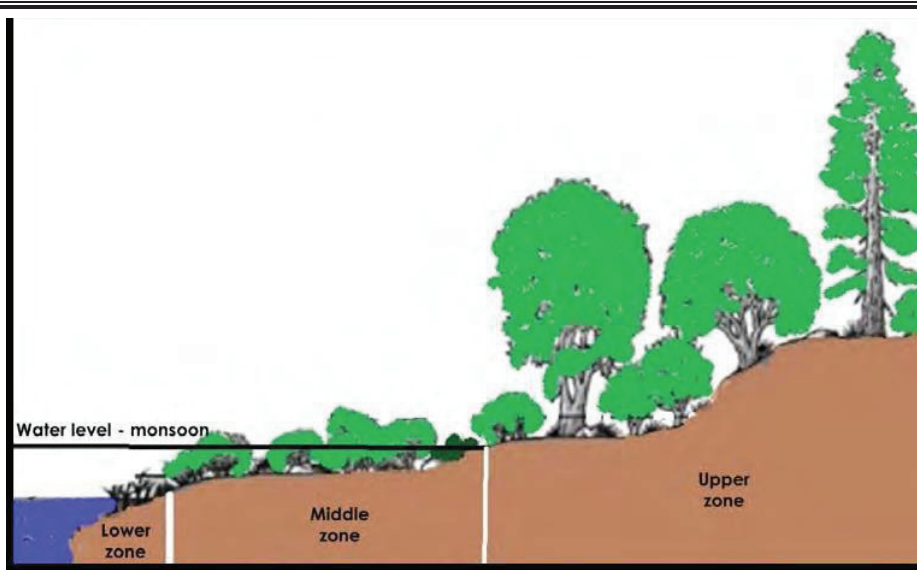 Water level - monsoon
Upper
zone
Middle
zone
Lower
zone